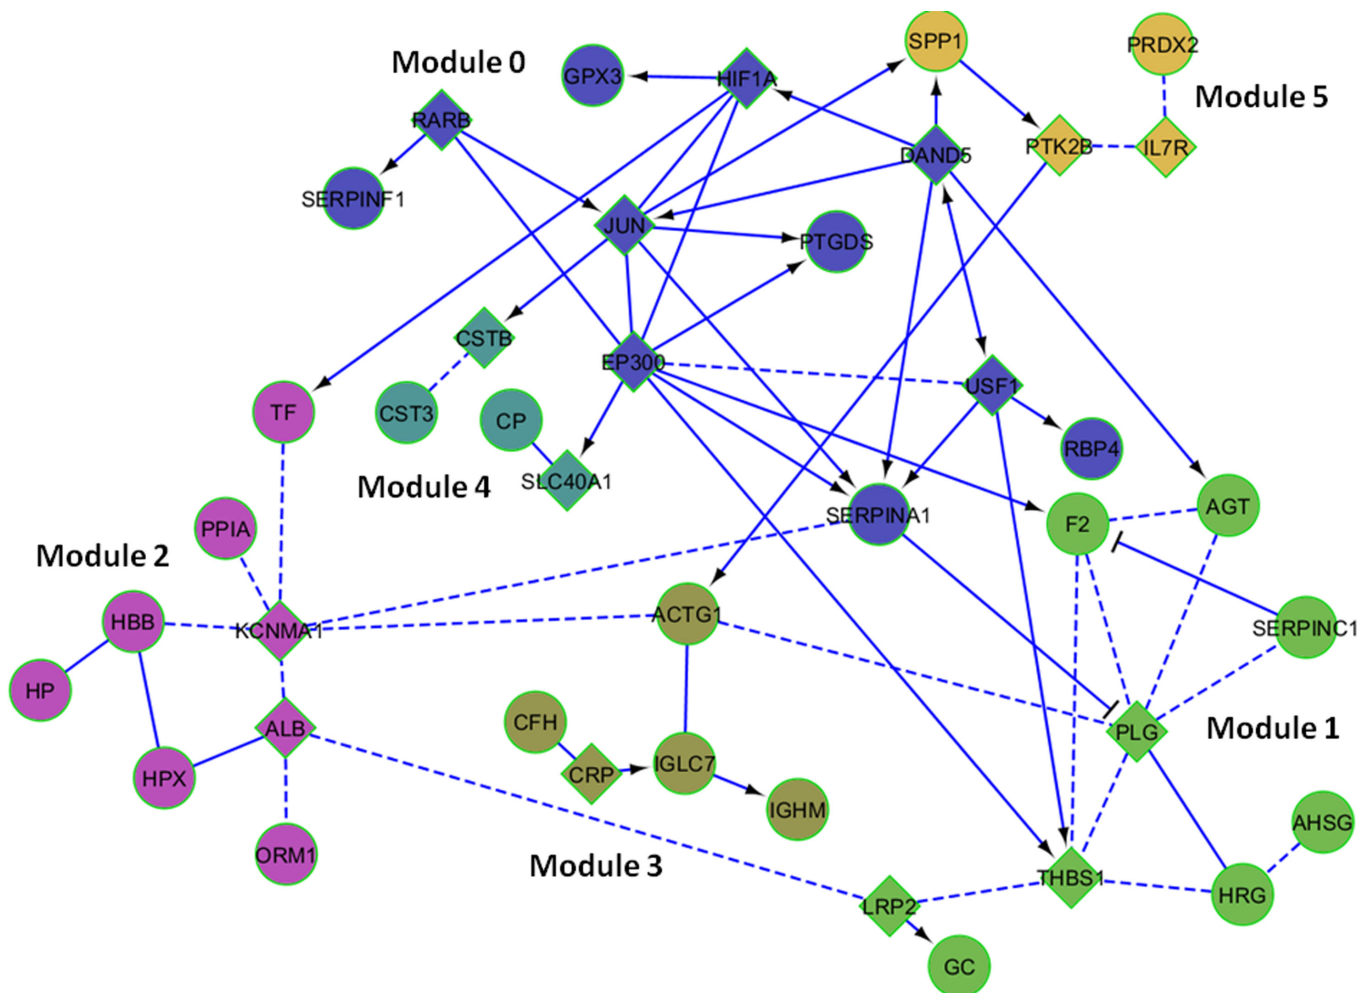 SPP1
PRDX2
Module 0
GPX3
HIF1A
Module 5
RARB
DAND5
PTK2B
IL7R
SERPINF1
JUN
PTGDS
CSTB
EP300
USF1
TF
CST3
CP
RBP4
Module 4
SLC40A1
SERPINA1
F2
AGT
PPIA
Module 2
HBB
KCNMA1
ACTG1
SERPINC1
HP
CFH
ALB
PLG
Module 1
HPX
CRP
IGLC7
IGHM
AHSG
ORM1
Module 3
THBS1
HRG
LRP2
GC